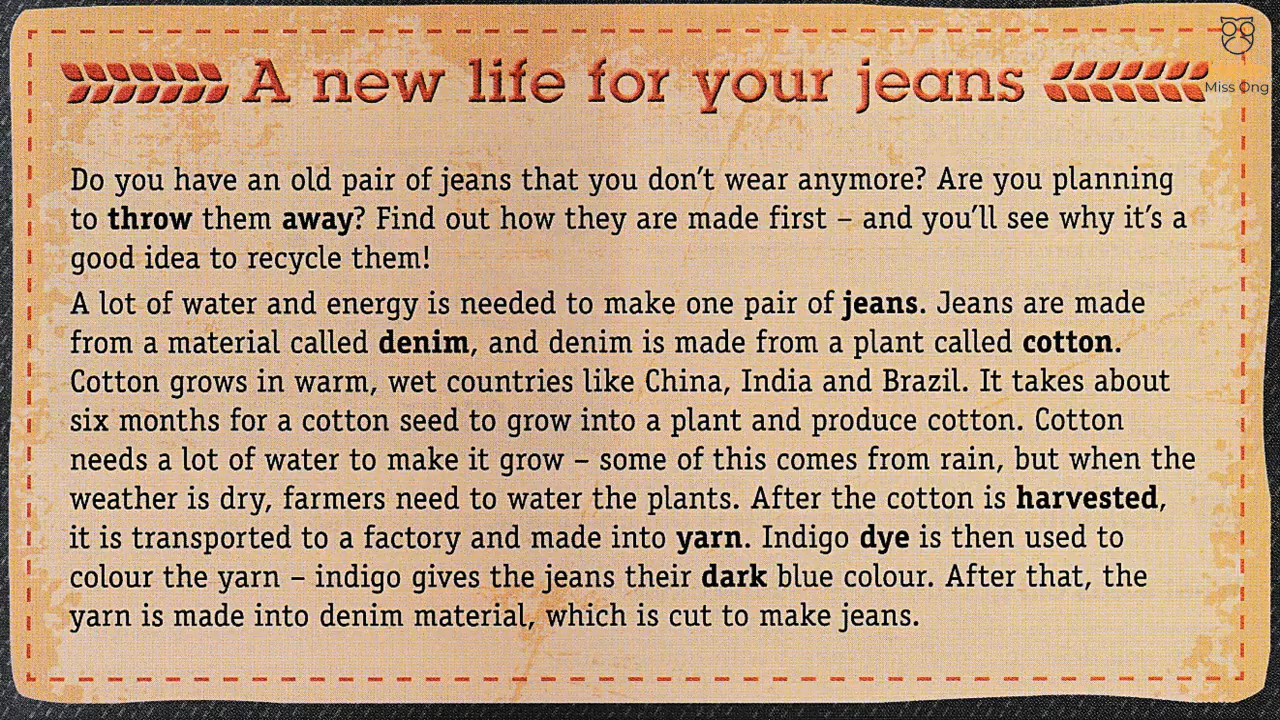 A new life for your jeans
Miss Ong
Do you have an old pair of jeans that you don't wear anymore? Are you planning
to throw them away? Find out how they are made first – and you'll see why it's a
good idea to recycle them!
A lot of water and energy is needed to make one pair of jeans. Jeans are made
from a material called denim, and denim is made from a plant called cotton.
Cotton grows in warm, wet countries like China, India and Brazil. It takes about
six months for a cotton seed to grow into a plant and produce cotton. Cotton
needs a lot of water to make it grow – some of this comes from rain, but when the
weather is dry, farmers need to water the plants. After the cotton is harvested,
it is transported to a factory and made into yarn. Indigo dye is then used to
colour the yarn – indigo gives the jeans their dark blue colour. After that, the
yarn is made into denim material, which is cut to make jeans.